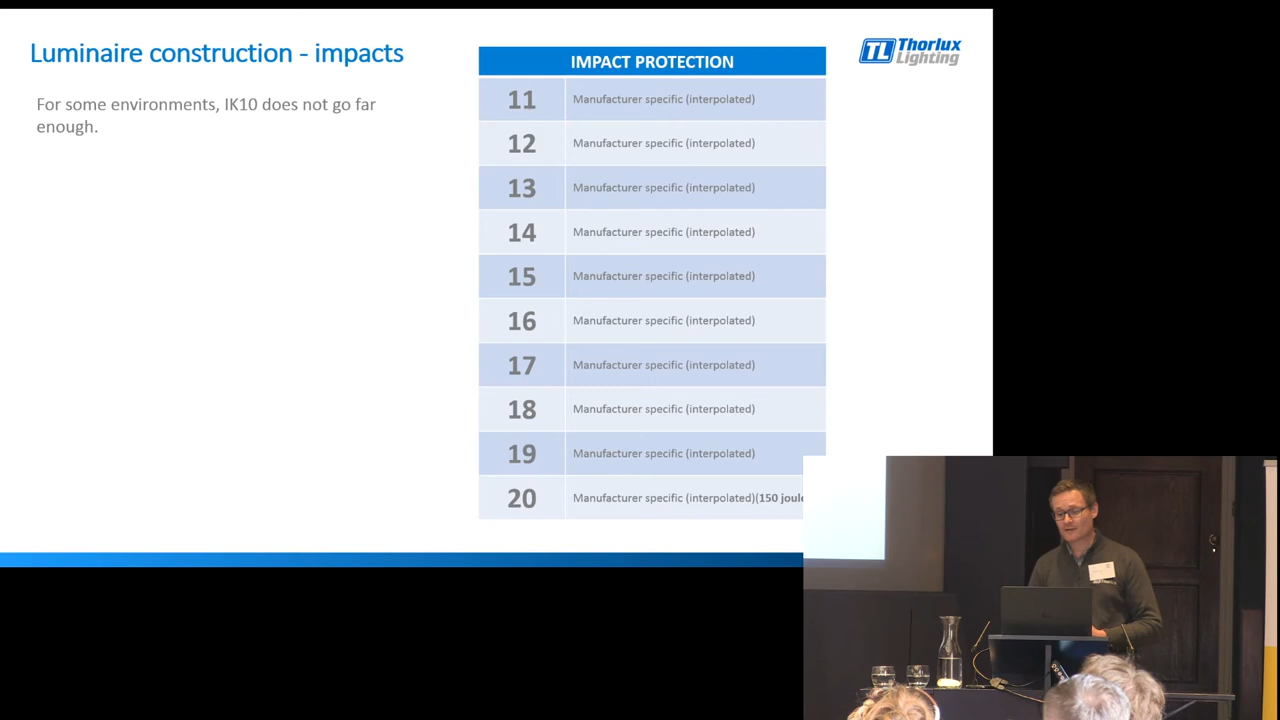 Luminaire construction - impacts
For some environments, IK10 does not go far
enough.
IMPACT PROTECTION
11 Manufacturer specific (interpolated)
12 Manufacturer specific (interpolated)
13 Manufacturer specific (interpolated)
14 Manufacturer specific (interpolated)
15 Manufacturer specific (interpolated)
16 Manufacturer specific (interpolated)
17 Manufacturer specific (interpolated)
18 Manufacturer specific (interpolated)
19 Manufacturer specific (interpolated)
20 Manufacturer specific (interpolated)(150
TL Thorlux
Lighting